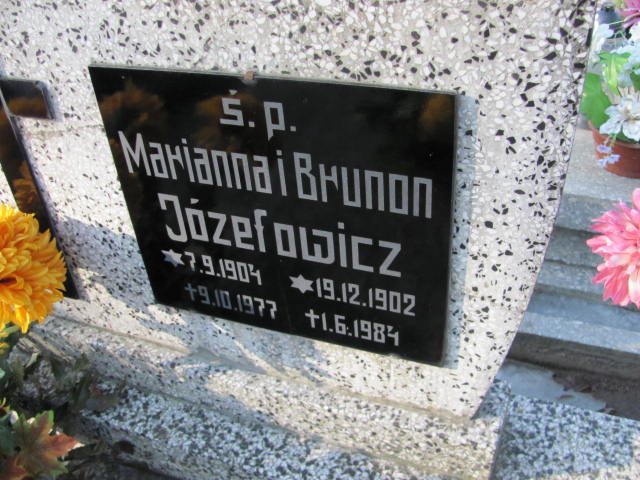 ś. p.
Marianna i Brunon
Józefowicz
*7.9.1904 *19.12.1902
+9.10.1977 +1.6.1984